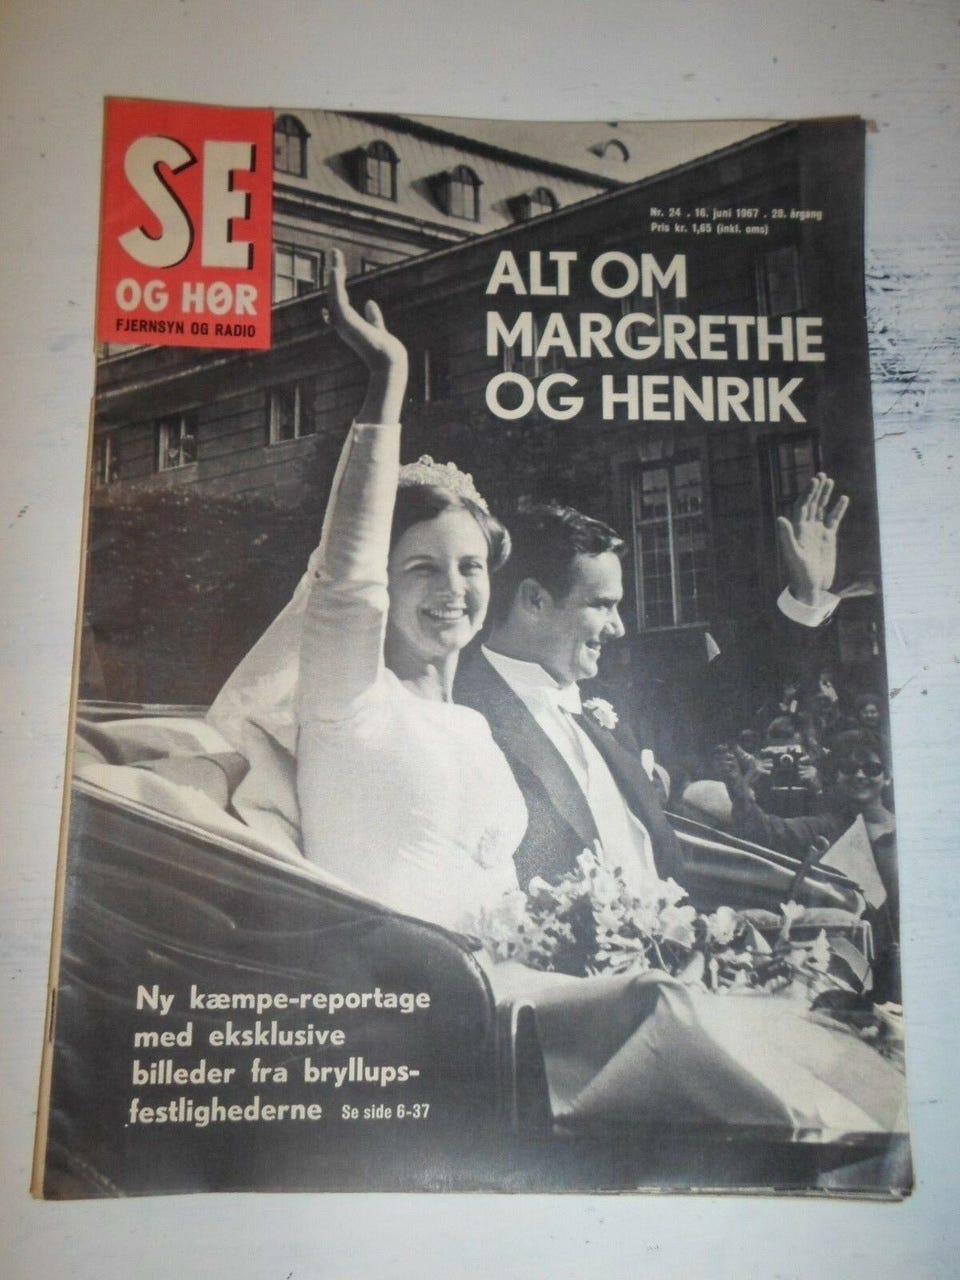 SE
OG HØR
FJERNSYN OG RADIO
Nr. 24 . 16. juni 1967 . 28. årgang
Pris kr. 1,65 (inkl. oms)
ALT OM
MARGRETHE
OG HENRIK
Ny kæmpe-reportage
med eksklusive
billeder fra bryllups-
festlighederne Se side 6-37